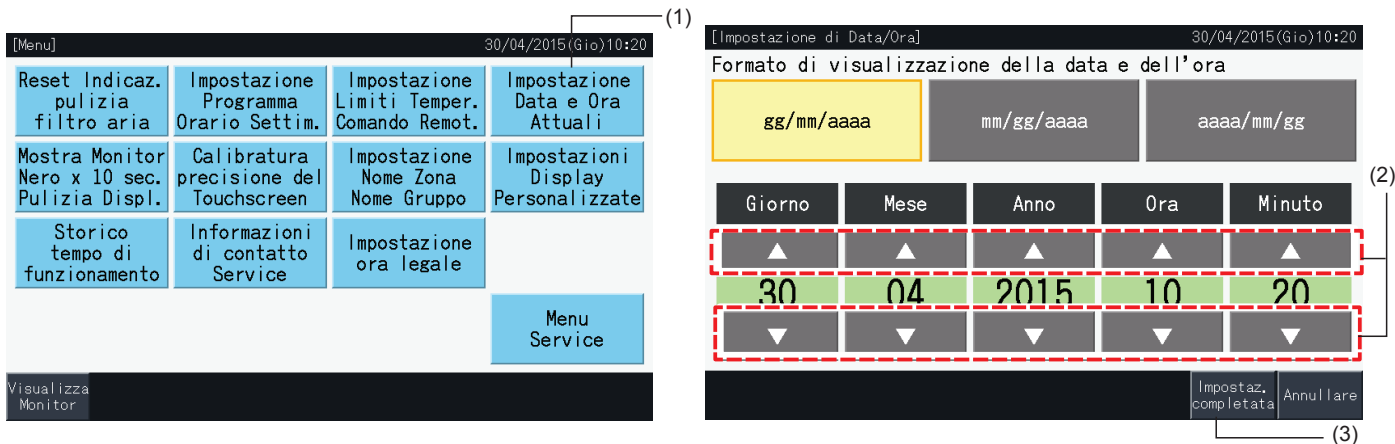 (1)
[Menu] 30/04/2015(Gio)10:20
Reset Indicaz.
pulizia
filtro aria
Impostazione
Programma
Orario Settim.
Impostazione
Limiti Temper.
Comando Remot.
Impostazione
Data e Ora
Attuali
Mostra Monitor
Nero x 10 sec.
Pulizia Displ.
Calibratura
precisione del
Touchscreen
Impostazione
Nome Zona
Nome Gruppo
Impostazioni
Display
Personalizzate
Storico
tempo di
funzionamento
Informazioni
di contatto
Service
Impostazione
ora legale
Menu
Service
Visualizza
Monitor
[Impostazione di Data/Ora] 30/04/2015(Gio)10:20
Formato di visualizzazione della data e dell'ora
gg/mm/aaaa mm/gg/aaaa aaaa/mm/gg
(2)
Giorno Mese Anno Ora Minuto
30 04 2015 10 20
Impostaz.
completata
Annullare
(3)